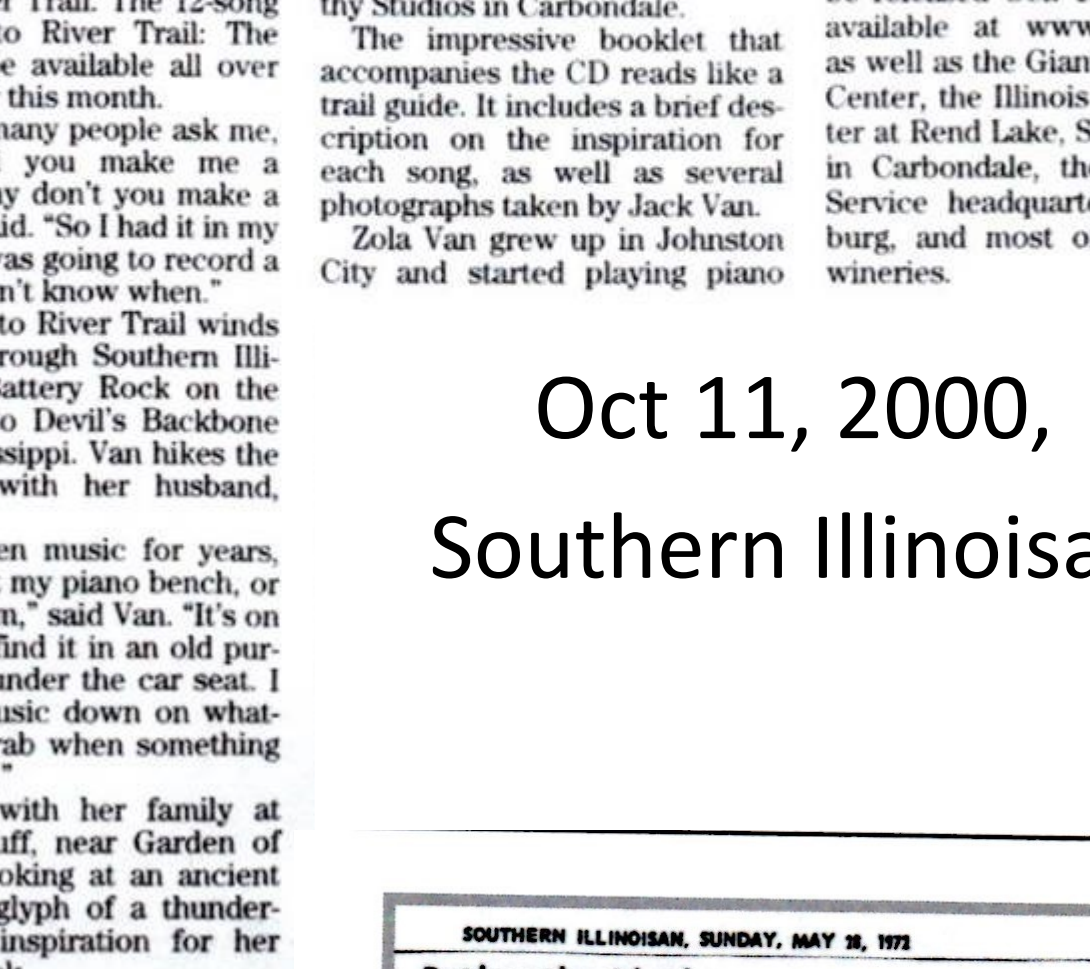 er Trail. The 12-song
to River Trail: The
e available all over
this month.
many people ask me,
you make me a
y don't you make a
id. "So I had it in my
as going to record a
n't know when."
to River Trail winds
rough Southern Illi-
Battery Rock on the
o Devil's Backbone
ssippi. Van hikes the
with her husband,
en music for years,
my piano bench, or
m," said Van. "It's on
find it in an old pur-
under the car seat. I
usic down on what-
rab when something
"
with her family at
uff, near Garden of
oking at an ancient
glyph of a thunder-
inspiration for her
thy Studios in Carbondale.
The impressive booklet that
accompanies the CD reads like a
trail guide. It includes a brief des-
cription on the inspiration for
each song, as well as several
photographs taken by Jack Van.
Zola Van grew up in Johnston
City and started playing piano
available at www
as well as the Gian
Center, the Illinois
ter at Rend Lake, S
in Carbondale, the
Service headquart
burg, and most o
wineries.
Oct 11, 2000,
Southern Illinoisa
SOUTHERN ILLINOISAN, SUNDAY, MAY 28, 1972